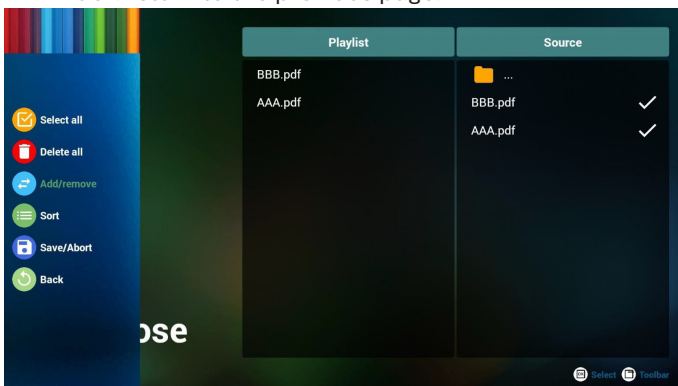 Playlist
Source
BBB.pdf
AAA.pdf
...
BBB.pdf
AAA.pdf
Select all
Delete all
Add/remove
Sort
Save/Abort
Back
ose
OK Select Toolbar